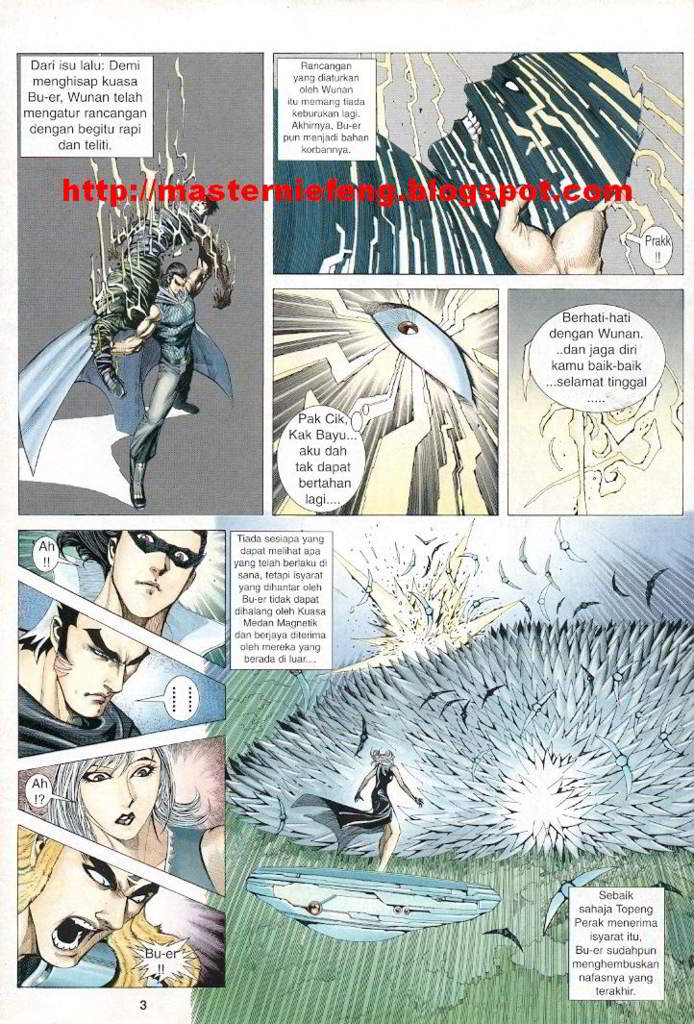 Dari isu lalu: Demi
menghisap kuasa
Bu-er, Wunan telah
mengatur rancangan
dengan begitu rapi
dan teliti.
Rancangan
yang diaturkan
oleh Wunan
itu memang tiada
keburukan lagi.
Akhirnya, Bu-er
pun menjadi bahan
korbannya.
http://masterniefeng.blogspot.com
Prakk
!!
Pak Cik,
Kak Bayu...
aku dah
tak dapat
bertahan
lagi....
Berhati-hati
dengan Wunan.
..dan jaga diri
kamu baik-baik
...selamat tinggal
.....
Ah
!!
Tiada sesiapa yang
dapat melihat apa
yang telah berlaku di
sana, tetapi isyarat
yang dihantar oleh
Bu-er tidak dapat
dihalang oleh Kuasa
Medan Magnetik
dan berjaya diterima
oleh mereka yang
berada di luar....
Ah
!?
Bu-er
!!
Sebaik
sahaja Topeng
Perak menerima
isyarat itu,
Bu-er sudahpun
menghembuskan
nafasnya yang
terakhir.
3